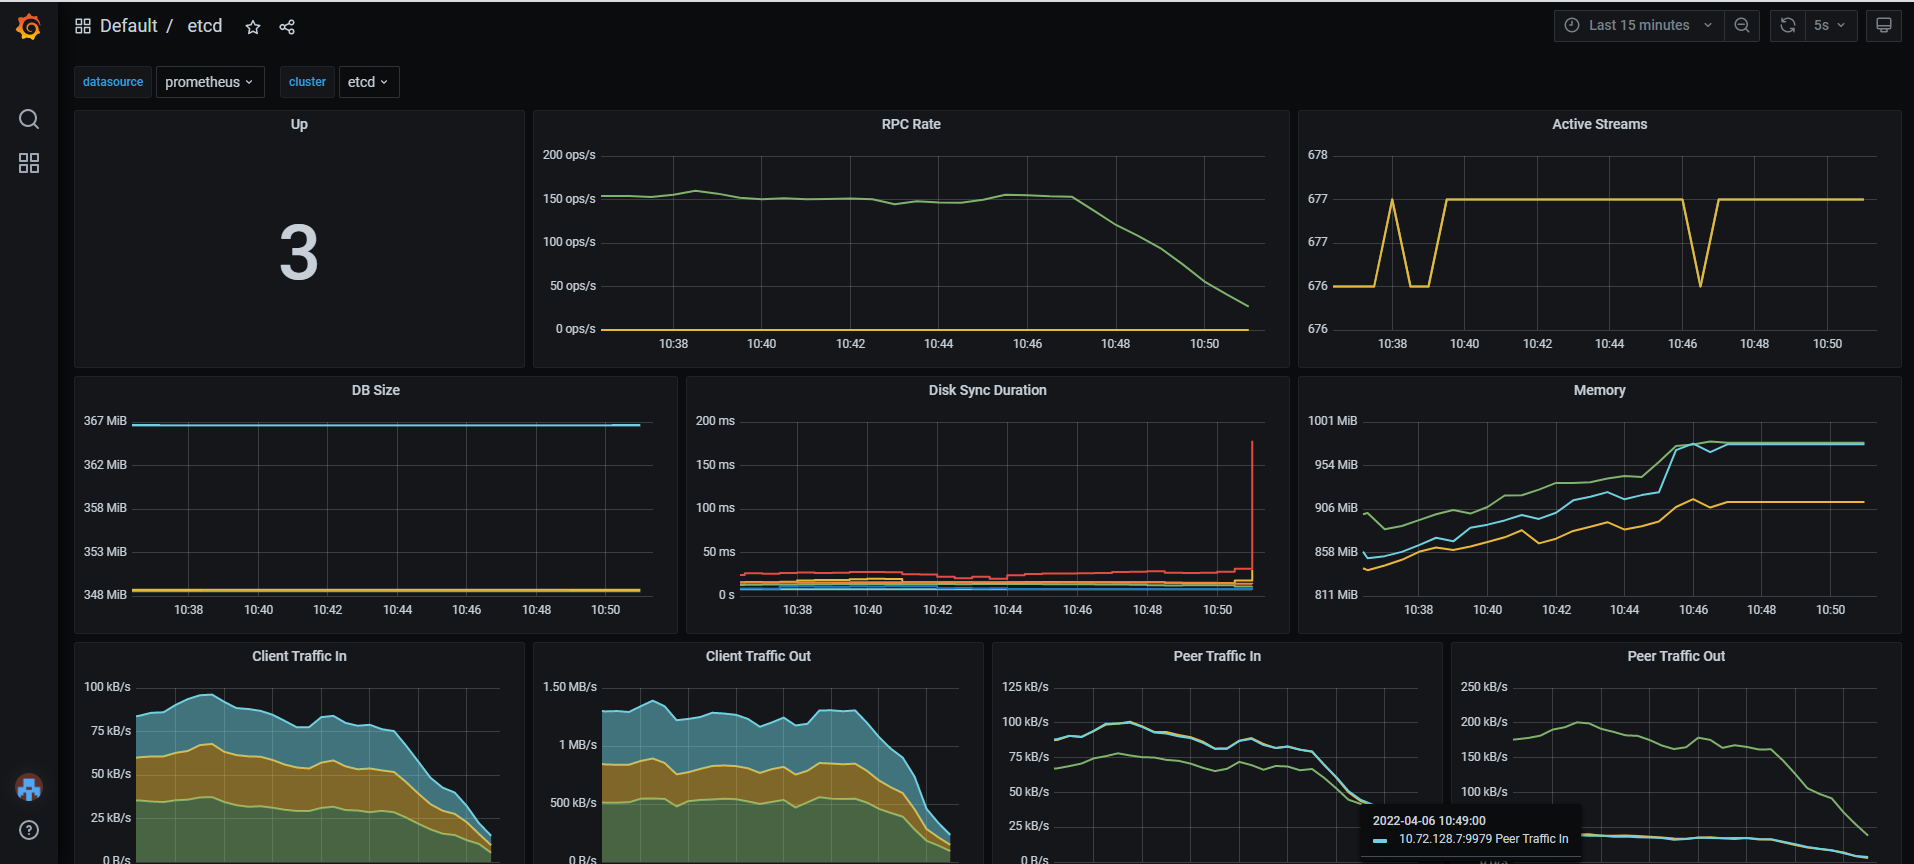 Default / etcd
Last 15 minutes
5s
datasource prometheus cluster etcd
Up
3
RPC Rate
200 ops/s
150 ops/s
100 ops/s
50 ops/s
0 ops/s
10:38 10:40 10:42 10:44 10:46 10:48 10:50
Active Streams
678
677
677
676
676
10:38 10:40 10:42 10:44 10:46 10:48 10:50
DB Size
367 MiB
362 MiB
358 MiB
353 MiB
348 MiB
10:38 10:40 10:42 10:44 10:46 10:48 10:50
Disk Sync Duration
200 ms
150 ms
100 ms
50 ms
0 s
10:38 10:40 10:42 10:44 10:46 10:48 10:50
Memory
1001 MiB
954 MiB
906 MiB
858 MiB
811 MiB
10:38 10:40 10:42 10:44 10:46 10:48 10:50
Client Traffic In
100 kB/s
75 kB/s
50 kB/s
25 kB/s
0 B/s
Client Traffic Out
1.50 MB/s
1 MB/s
500 kB/s
0 B/s
Peer Traffic In
125 kB/s
100 kB/s
75 kB/s
50 kB/s
25 kB/s
0 B/s
Peer Traffic Out
250 kB/s
200 kB/s
150 kB/s
100 kB/s
2022-04-06 10:49:00
10.72.128.7:9979 Peer Traffic In